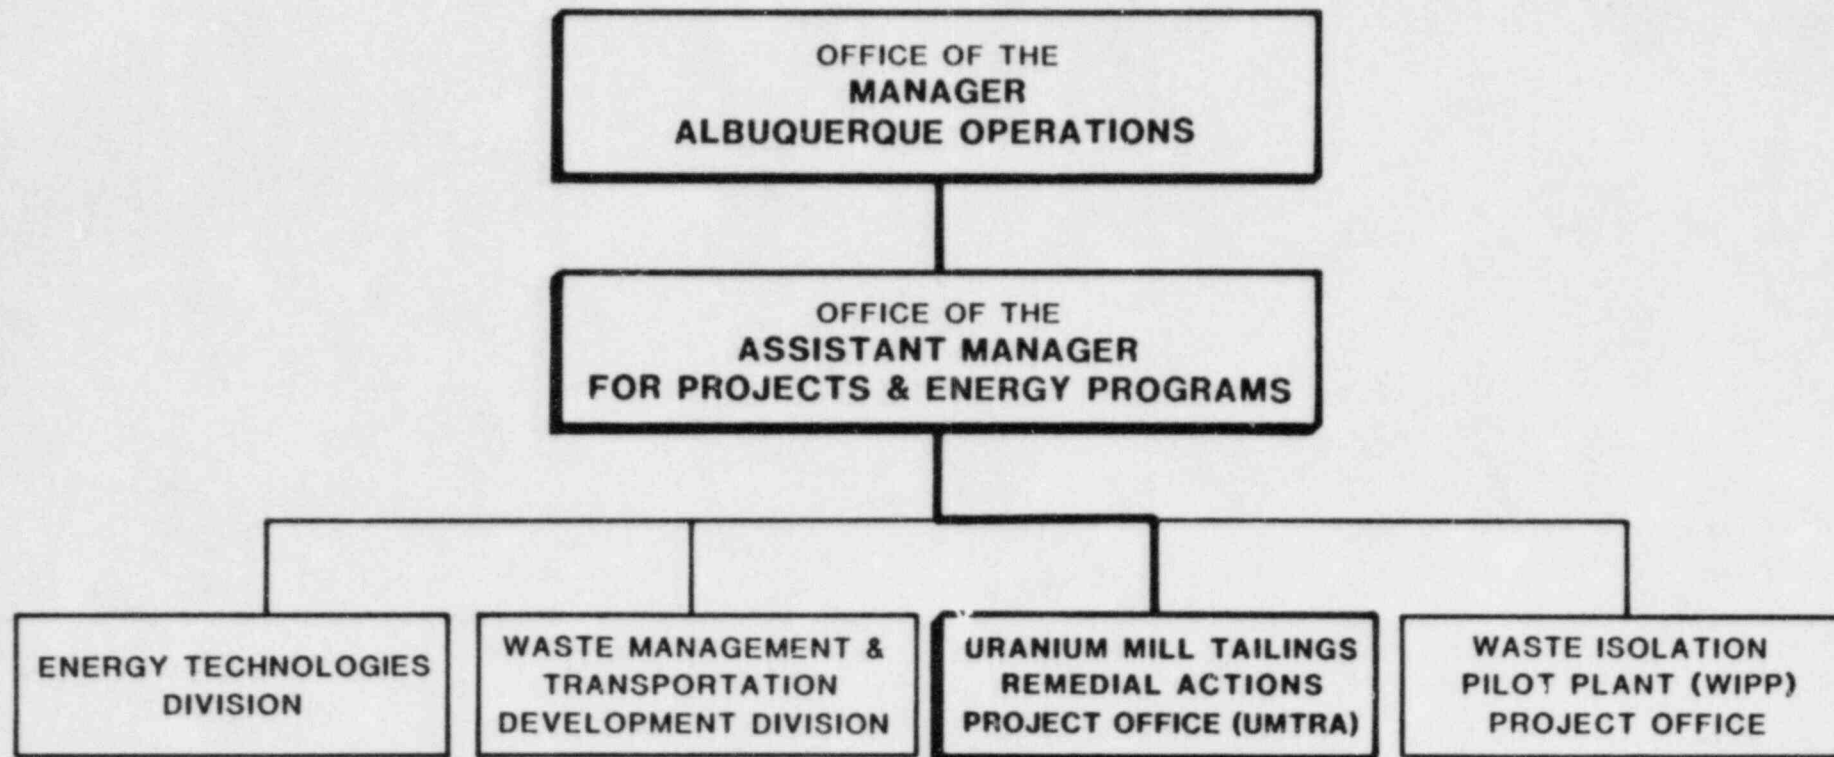 OFFICE OF THE
MANAGER
ALBUQUERQUE OPERATIONS
OFFICE OF THE
ASSISTANT MANAGER
FOR PROJECTS & ENERGY PROGRAMS
ENERGY TECHNOLOGIES
DIVISION
WASTE MANAGEMENT &
TRANSPORTATION
DEVELOPMENT DIVISION
URANIUM MILL TAILINGS
REMEDIAL ACTIONS
PROJECT OFFICE (UMTRA)
WASTE ISOLATION
PILOT PLANT (WIPP)
PROJECT OFFICE